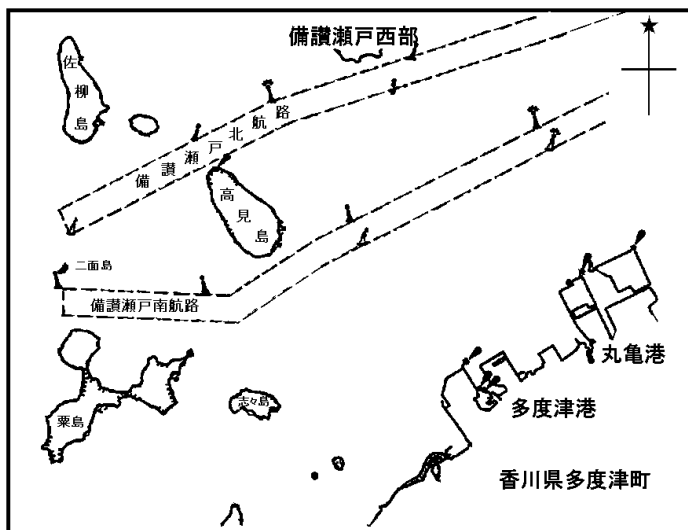 備讃瀬戸西部
佐柳島
備讃瀬戸北航路
高見島
二面島
備讃瀬戸南航路
丸亀港
粟島
志々島
多度津港
香川県多度津町